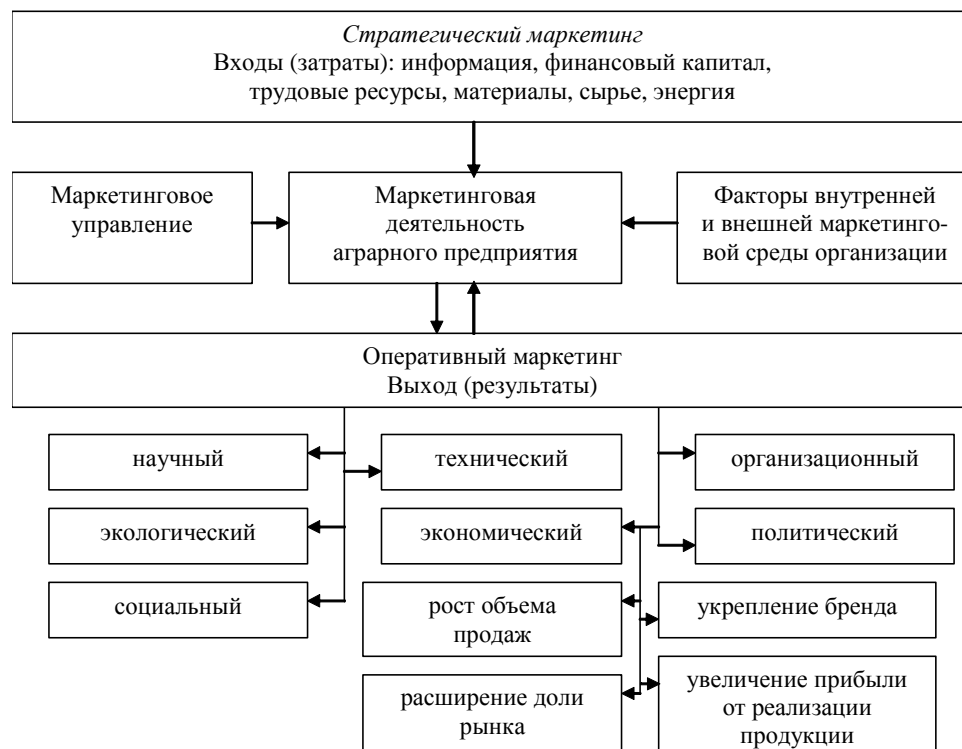 Стратегический маркетинг
Входы (затраты): информация, финансовый капитал,
трудовые ресурсы, материалы, сырье, энергия
Маркетинговое
управление
Маркетинговая
деятельность
аграрного предприятия
Факторы внутренней
и внешней маркетинго-
вой среды организации
Оперативный маркетинг
Выход (результаты)
научный
технический
организационный
экологический
экономический
политический
социальный
рост объема
продаж
укрепление бренда
расширение доли
рынка
увеличение прибыли
от реализации
продукции